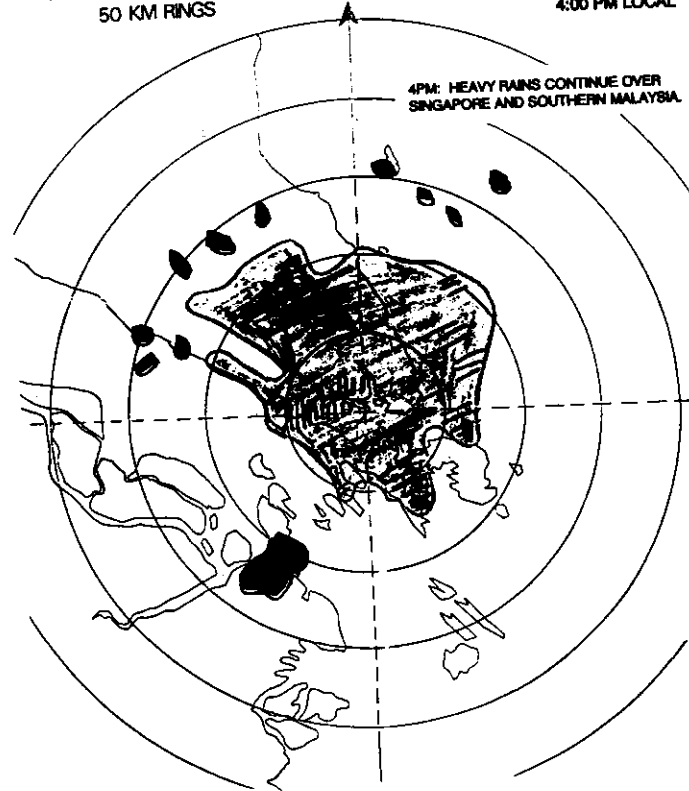 50 KM RINGS
4:00 PM LOCAL
4PM: HEAVY RAINS CONTINUE OVER
SINGAPORE AND SOUTHERN MALAYSIA.